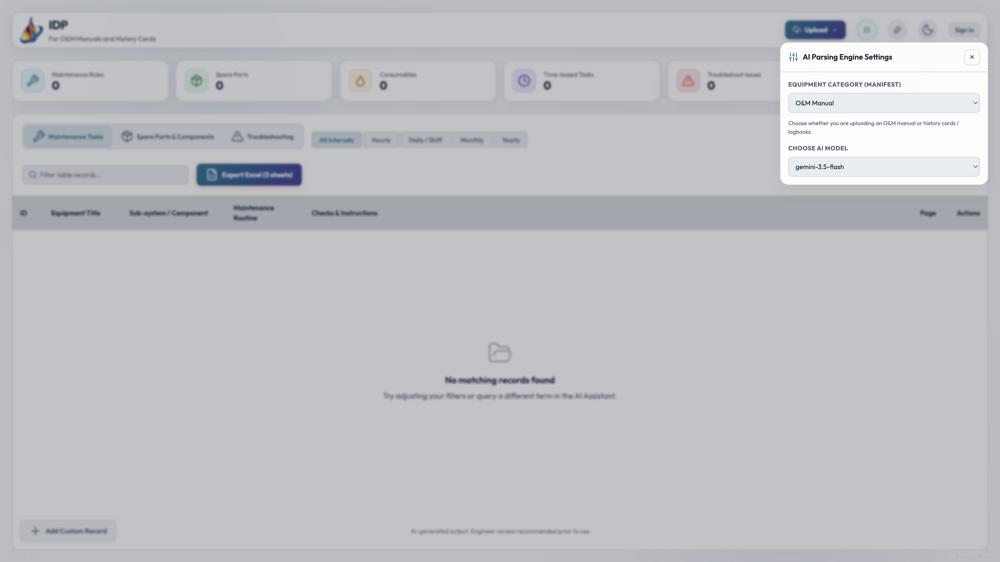 IDP
For O&M Manuals and History Cards
Upload
Sign in
Maintenance Rules
0
Spare Parts
0
Consumables
0
Time-based Tasks
0
Troubleshoot Issues
0
AI Parsing Engine Settings
EQUIPMENT CATEGORY (MANIFEST)
O&M Manual
Choose whether you are uploading an O&M manual or history cards /
logbooks.
CHOOSE AI MODEL
gemini-3.5-flash
Maintenance Tasks
Spare Parts & Components
Troubleshooting
All Intervals
Hourly
Daily / Shift
Monthly
Yearly
Filter table records...
Export Excel (3 sheets)
ID
Equipment Title
Sub-system / Component
Maintenance
Routine
Checks & Instructions
Page
Actions
No matching records found
Try adjusting your filters or query a different term in the AI Assistant.
Add Custom Record
AI-generated output. Engineer review recommended prior to use